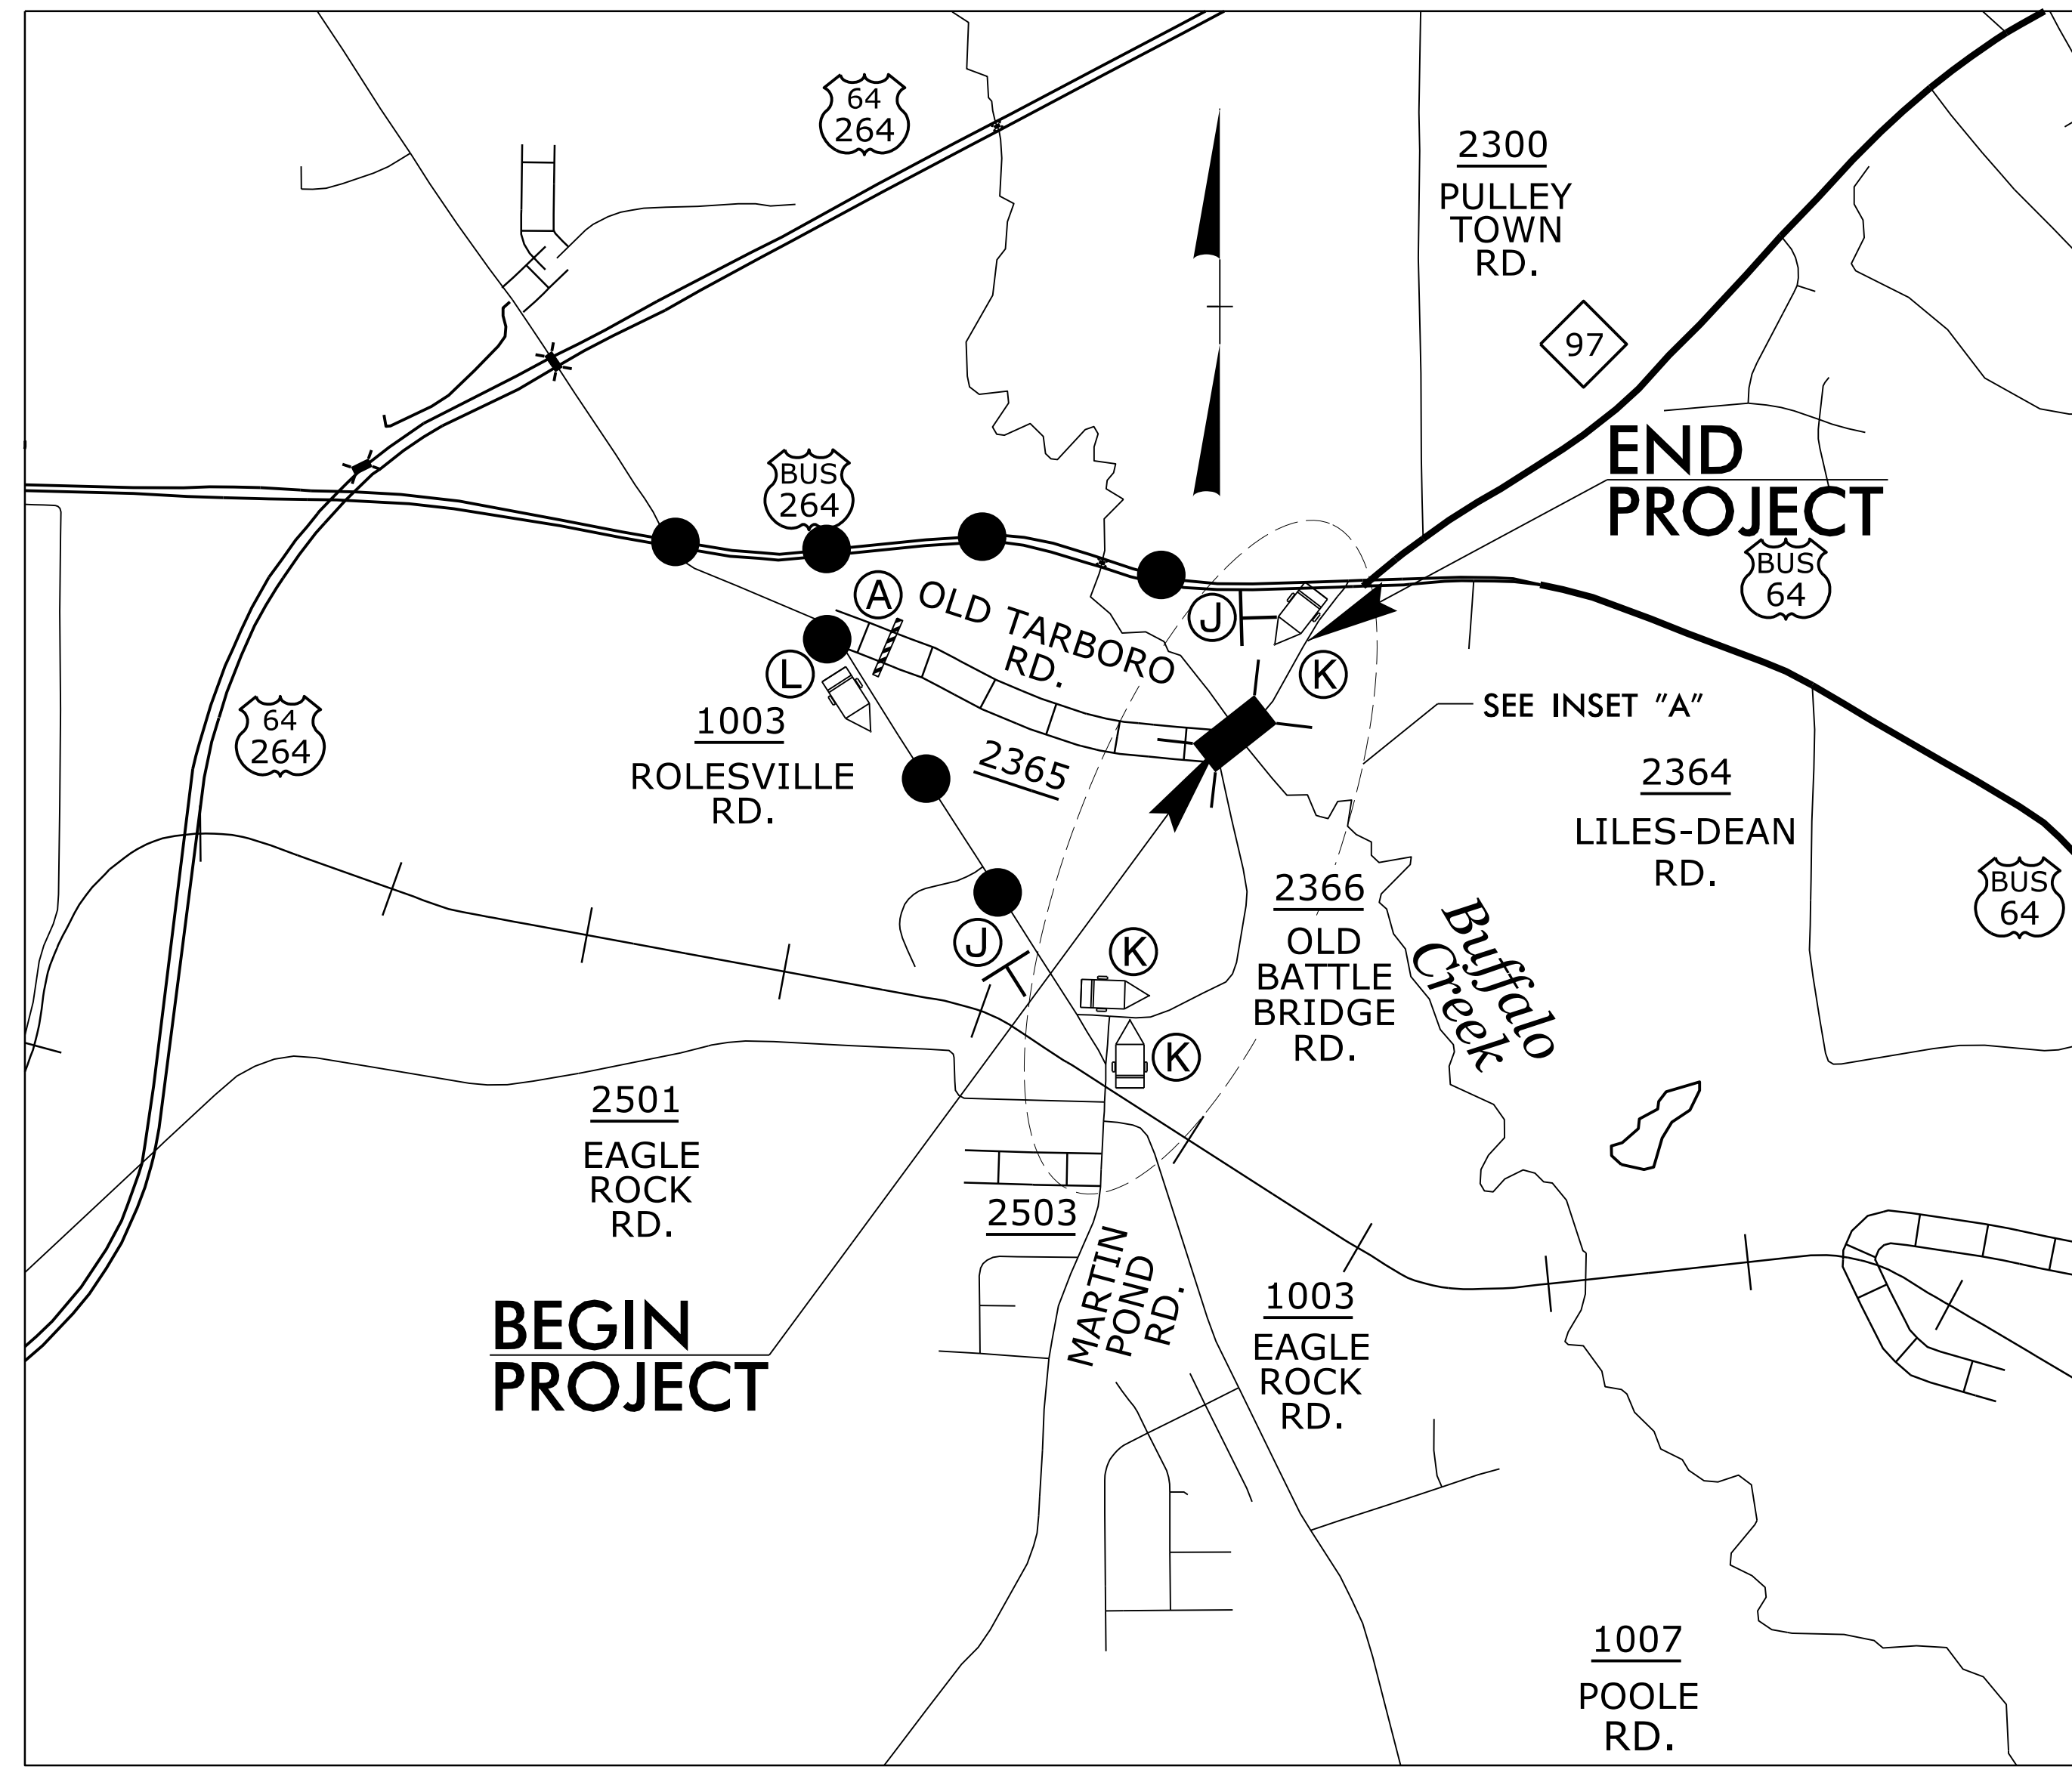 64
264
2300
PULLEY
TOWN
RD.
97
END
PROJECT
BUS
264
BUS
64
A
OLD TARBORO
RD.
J
K
L
SEE INSET "A"
1003
ROLESVILLE
RD.
2365
64
264
2364
LILES-DEAN
RD.
2366
OLD
BATTLE
BRIDGE
RD.
BUS
64
Buffalo
Creek
J
K
K
2501
EAGLE
ROCK
RD.
2503
MARTIN
POND
RD.
BEGIN
PROJECT
1003
EAGLE
ROCK
RD.
1007
POOLE
RD.